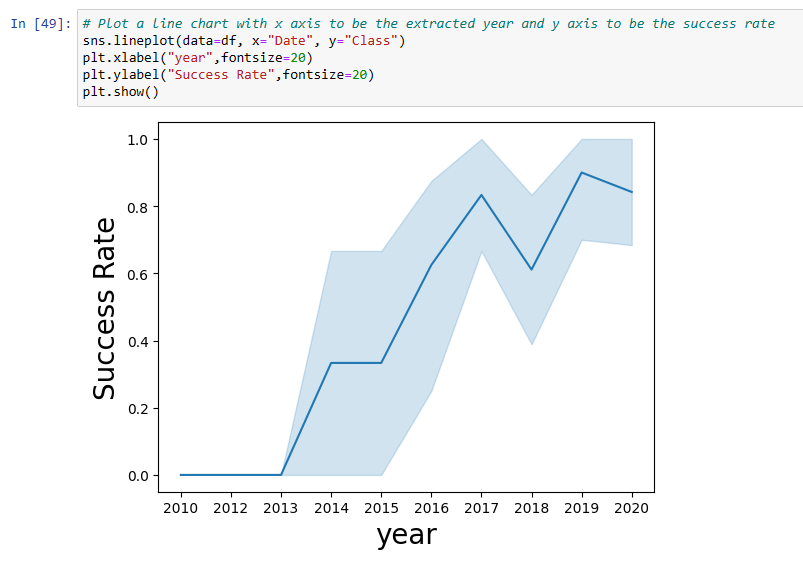 In [49]: # Plot a line chart with x axis to be the extracted year and y axis to be the success rate
sns.lineplot(data=df, x="Date", y="Class")
plt.xlabel("year",fontsize=20)
plt.ylabel("Success Rate",fontsize=20)
plt.show()
1.0
0.8
0.6
0.4
0.2
0.0
Success Rate
2010 2012 2013 2014 2015 2016 2017 2018 2019 2020
year